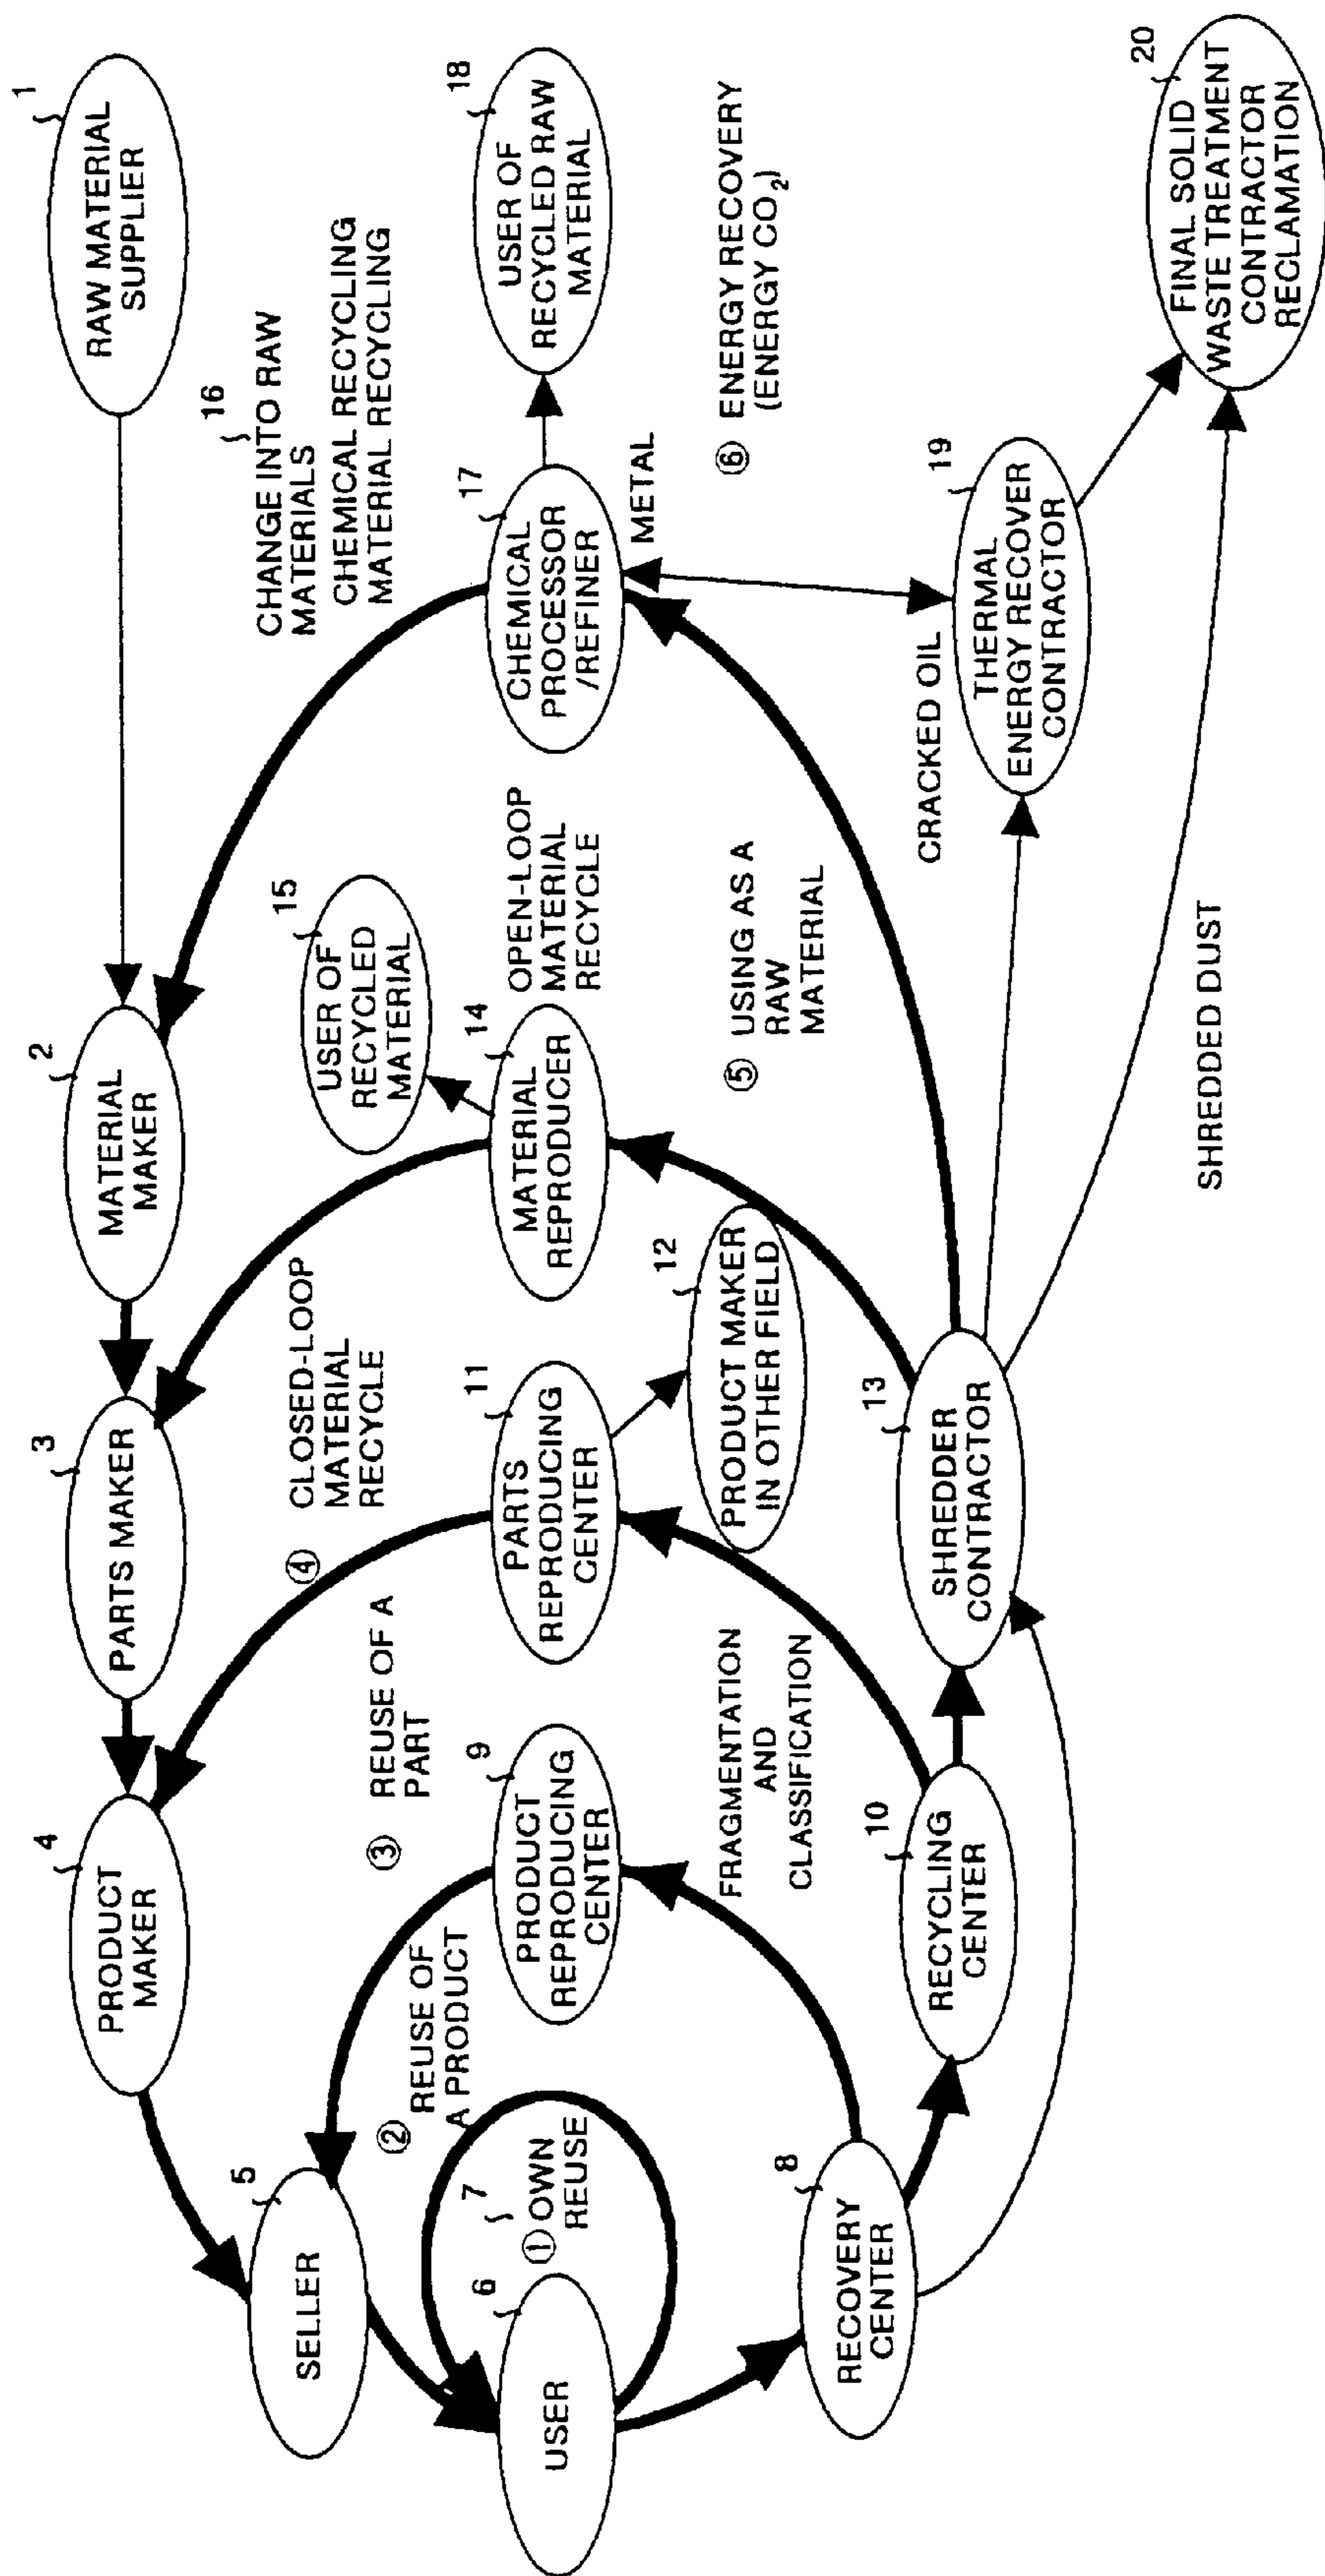 1
RAW MATERIAL
SUPPLIER
2
MATERIAL
MAKER
3
PARTS MAKER
4
PRODUCT
MAKER
5
SELLER
6
USER
7
① OWN
REUSE
② REUSE OF
A PRODUCT
③ REUSE OF A
PART
④ CLOSED-LOOP
MATERIAL
RECYCLE
16
CHANGE INTO RAW
MATERIALS
CHEMICAL RECYCLING
MATERIAL RECYCLING
8
RECOVERY
CENTER
9
PRODUCT
REPRODUCING
CENTER
10
RECYCLING
CENTER
FRAGMENTATION
AND
CLASSIFICATION
11
PARTS
REPRODUCING
CENTER
12
PRODUCT MAKER
IN OTHER FIELD
13
SHREDDER
CONTRACTOR
14
MATERIAL
REPRODUCER
15
USER OF
RECYCLED
MATERIAL
OPEN-LOOP
MATERIAL
RECYCLE
⑤ USING AS A
RAW
MATERIAL
17
CHEMICAL
PROCESSOR
/REFINER
18
USER OF
RECYCLED RAW
MATERIAL
METAL
⑥ ENERGY RECOVERY
(ENERGY CO₂)
CRACKED OIL
19
THERMAL
ENERGY RECOVER
CONTRACTOR
SHREDDED DUST
20
FINAL SOLID
WASTE TREATMENT
CONTRACTOR
RECLAMATION